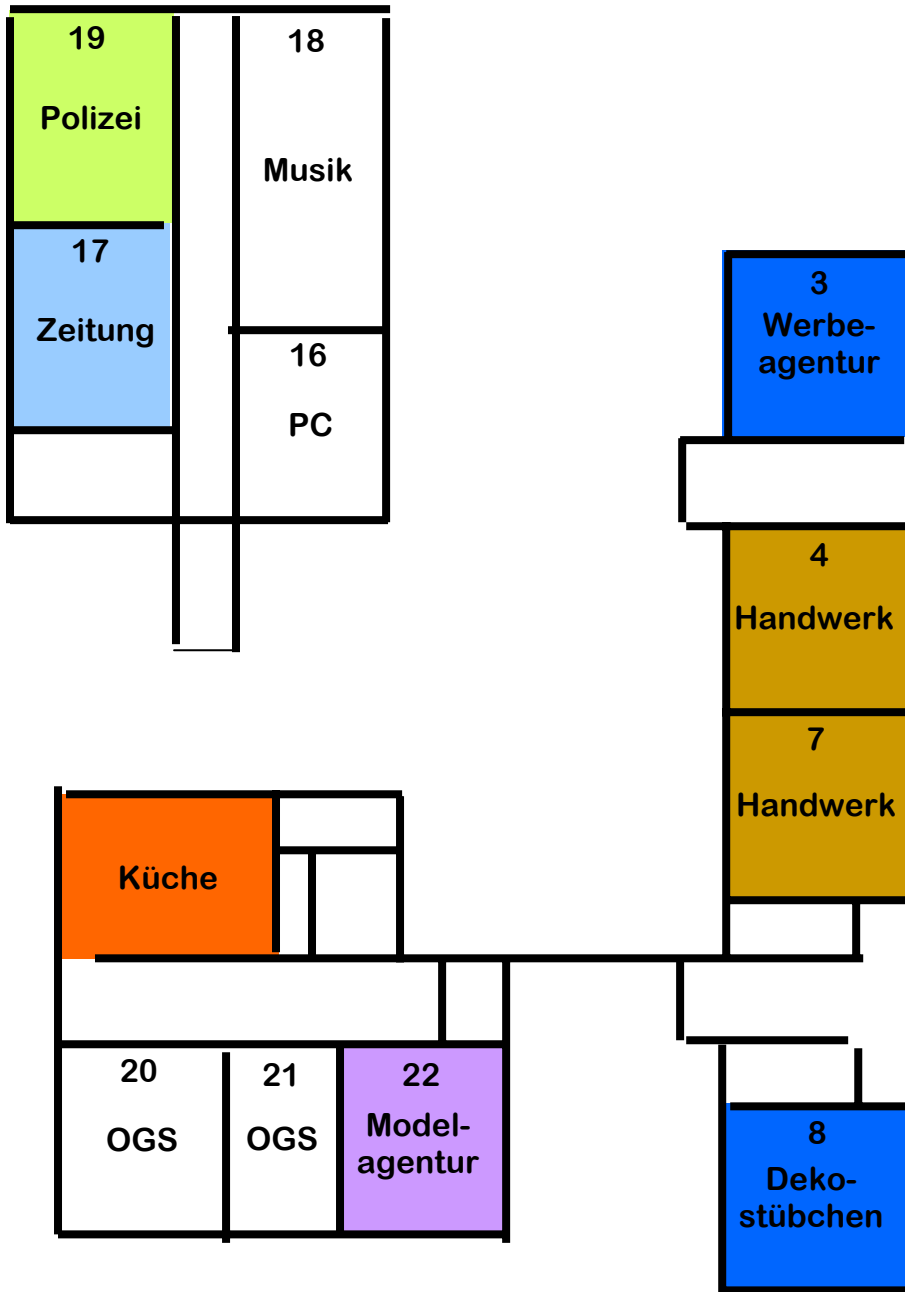 19
Polizei
18
Musik
17
Zeitung
16
PC
3
Werbe-
agentur
4
Handwerk
7
Handwerk
Küche
20
OGS
21
OGS
22
Model-
agentur
8
Deko-
stübchen